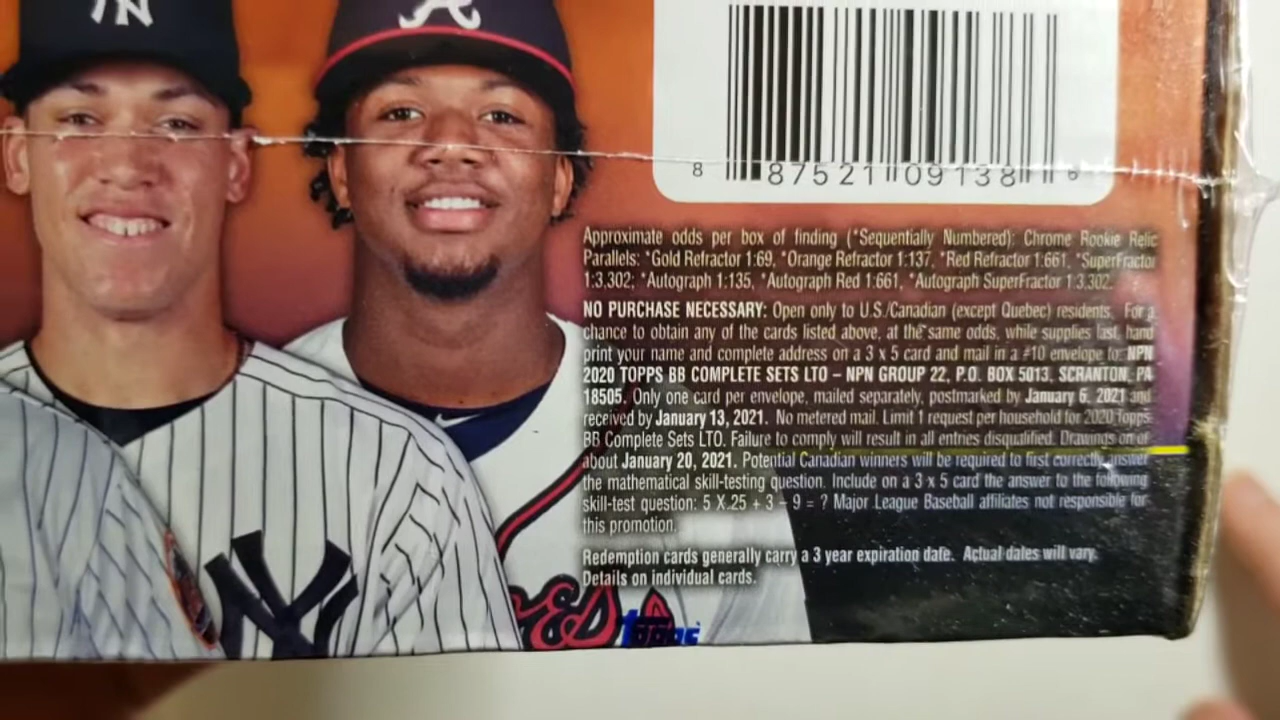 NY
A
8 87521 09138 6
Approximate odds per box of finding (*Sequentially Numbered): Chrome Rookie Relic
Parallels: *Gold Refractor 1:69, *Orange Refractor 1:137, *Red Refractor 1:661, *SuperFractor
1:3,302; *Autograph 1:135, *Autograph Red 1:661, *Autograph SuperFractor 1:3,302.
NO PURCHASE NECESSARY: Open only to U.S./Canadian (except Quebec) residents. For a
chance to obtain any of the cards listed above, at the same odds, while supplies last, hand
print your name and complete address on a 3 x 5 card and mail in a #10 envelope to: NPN
2020 TOPPS BB COMPLETE SETS LTO – NPN GROUP 22, P.O. BOX 5013, SCRANTON, PA
18505. Only one card per envelope, mailed separately, postmarked by January 6, 2021 and
received by January 13, 2021. No metered mail. Limit 1 request per household for 2020 Topps
BB Complete Sets LTO. Failure to comply will result in all entries disqualified. Drawings on or
about January 20, 2021. Potential Canadian winners will be required to first correctly answer
the mathematical skill-testing question. Include on a 3 x 5 card the answer to the following
skill-test question: 5 X 25 + 3 – 9 = ? Major League Baseball affiliates not responsible for
this promotion.
Redemption cards generally carry a 3 year expiration date. Actual dates will vary.
Details on individual cards.
NY
topps